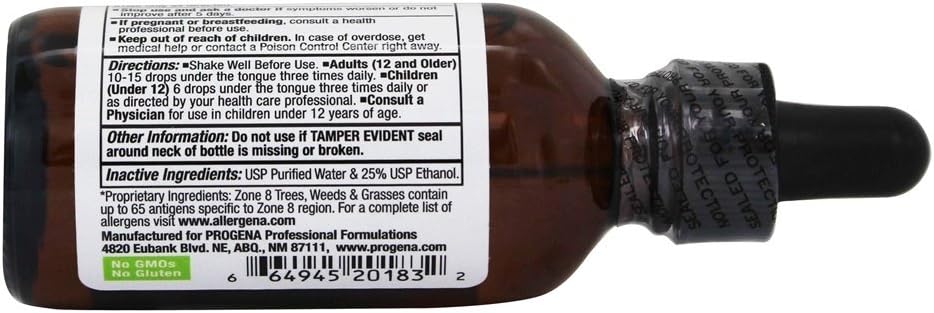 ▪Stop use and ask a doctor if symptoms worsen or do not
improve after 5 days.
▪If pregnant or breastfeeding, consult a health
professional before use.
▪Keep out of reach of children. In case of overdose, get
medical help or contact a Poison Control Center right away.
Directions: ▪Shake Well Before Use. ▪Adults (12 and Older)
10-15 drops under the tongue three times daily. ▪Children
(Under 12) 6 drops under the tongue three times daily or
as directed by your health care professional. ▪Consult a
Physician for use in children under 12 years of age.
Other Information: Do not use if TAMPER EVIDENT seal
around neck of bottle is missing or broken.
Inactive Ingredients: USP Purified Water & 25% USP Ethanol.
*Proprietary Ingredients: Zone 8 Trees, Weeds & Grasses contain
up to 65 antigens specific to Zone 8 region. For a complete list of
allergens visit www.allergena.com
Manufactured for PROGENA Professional Formulations
4820 Eubank Blvd. NE, ABQ., NM 87111, www.progena.com
No GMOs
No Gluten
6 64945 20183 2
SEALED FOR YOUR PROTECTION